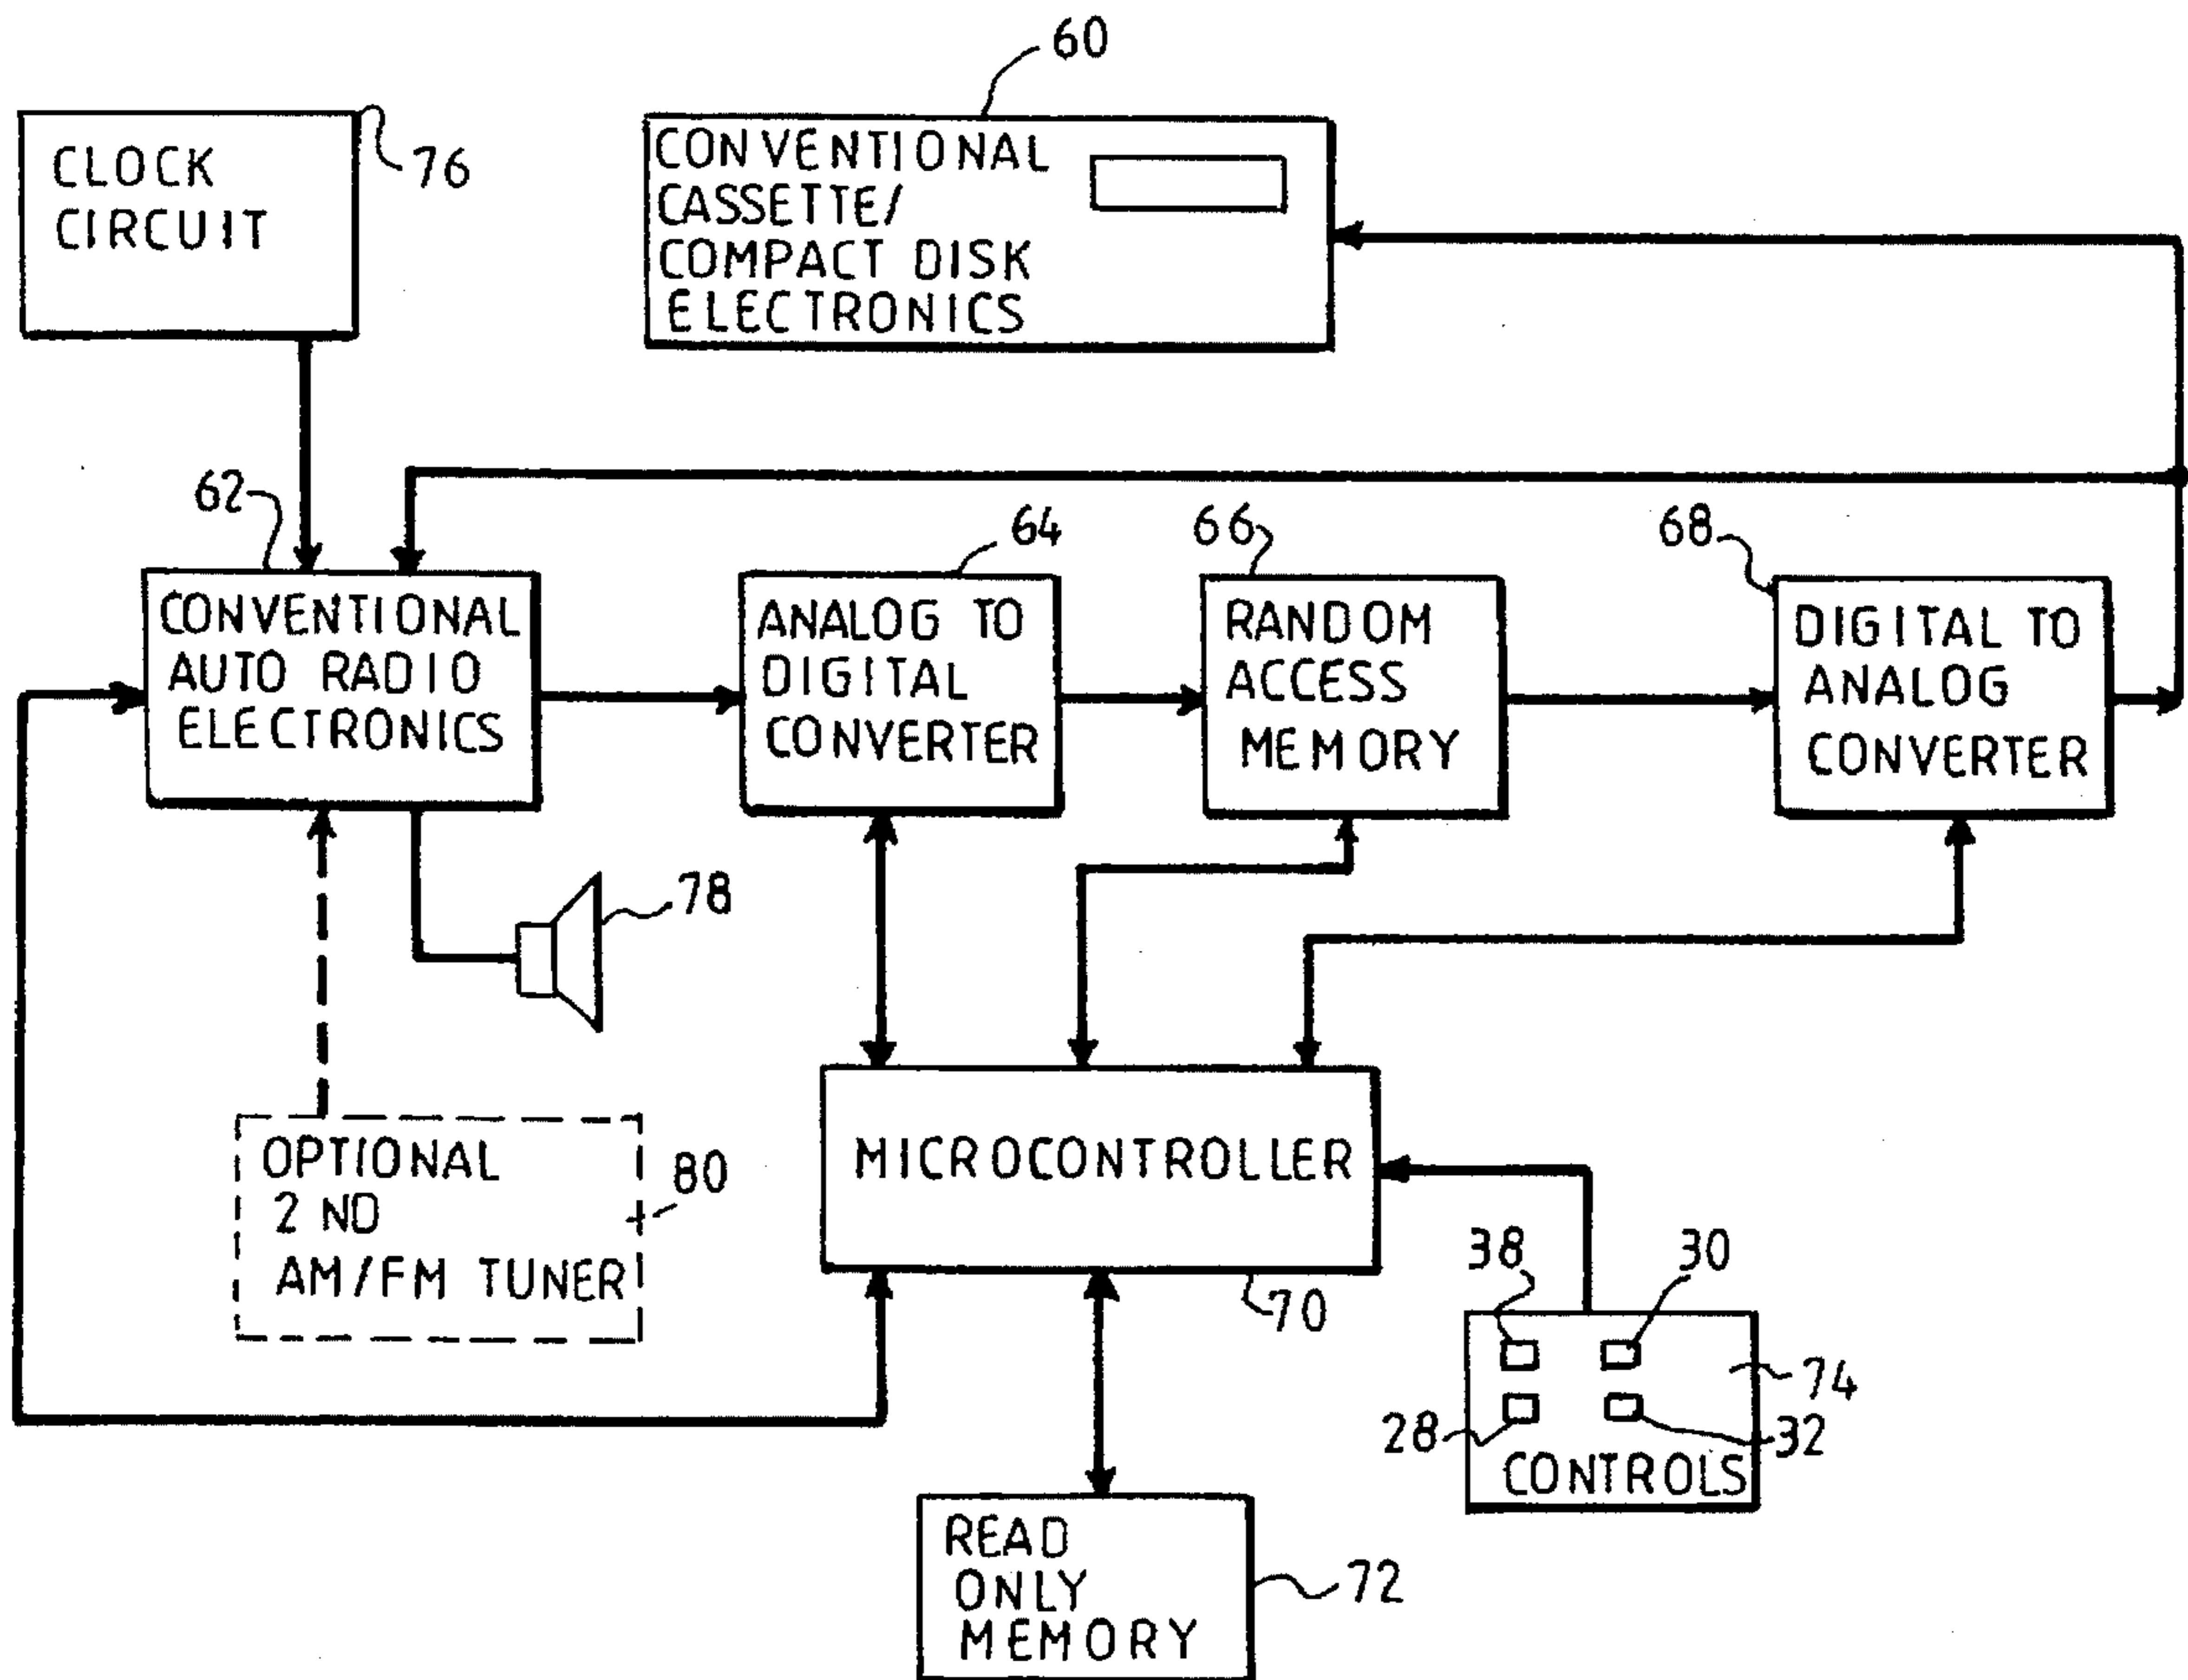 60
CLOCK
CIRCUIT
76
CONVENTIONAL
CASSETTE/
COMPACT DISK
ELECTRONICS
62
64
66
68
CONVENTIONAL
AUTO RADIO
ELECTRONICS
ANALOG TO
DIGITAL
CONVERTER
RANDOM
ACCESS
MEMORY
DIGITAL TO
ANALOG
CONVERTER
78
OPTIONAL
2 ND
AM/FM TUNER
80
MICROCONTROLLER
70
38
30
74
28
32
CONTROLS
READ
ONLY
MEMORY
72